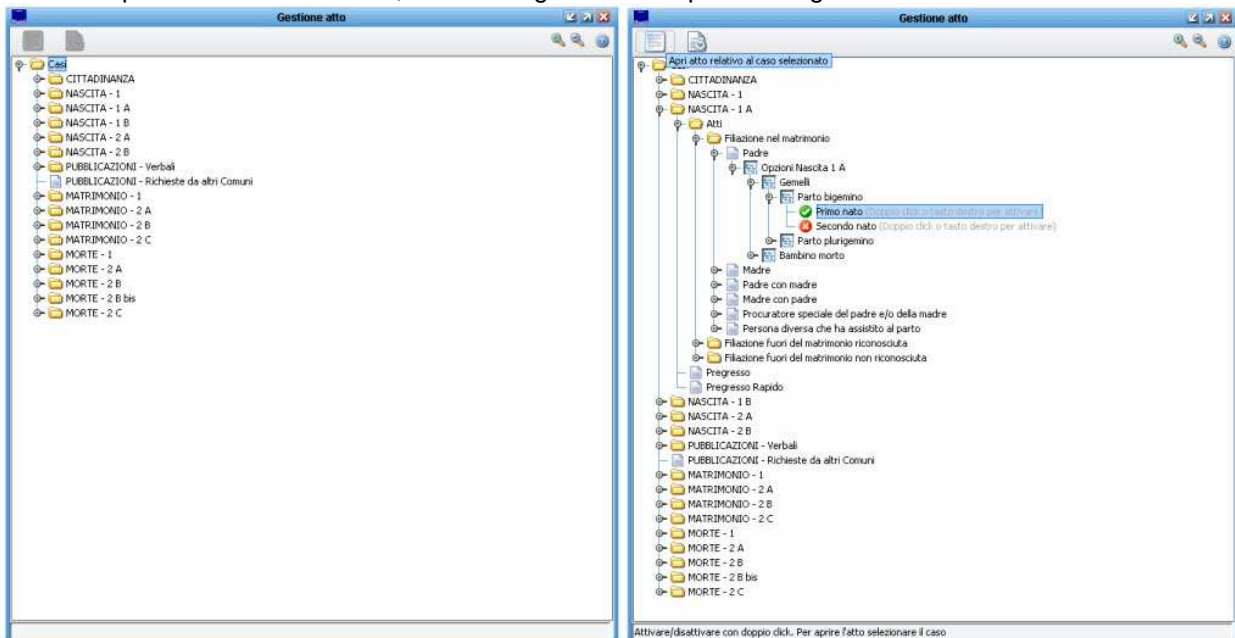 Gestione atto
Casi
CITTADINANZA
NASCITA - 1
NASCITA - 1 A
NASCITA - 1 B
NASCITA - 2 A
NASCITA - 2 B
PUBBLICAZIONI - Verbali
PUBBLICAZIONI - Richieste da altri Comuni
MATRIMONIO - 1
MATRIMONIO - 2 A
MATRIMONIO - 2 B
MATRIMONIO - 2 C
MORTE - 1
MORTE - 2 A
MORTE - 2 B
MORTE - 2 B bis
MORTE - 2 C
Gestione atto
Apri atto relativo al caso selezionato
CITTADINANZA
NASCITA - 1
NASCITA - 1 A
Atti
Filiazione nel matrimonio
Padre
Opzioni Nascita 1 A
Gemelli
Parto bigemino
Primo nato (Doppio click o tasto destro per attivare)
Secondo nato (Doppio click o tasto destro per attivare)
Parto plurigemino
Bambino morto
Madre
Padre con madre
Madre con padre
Procuratore speciale del padre e/o della madre
Persona diversa che ha assistito al parto
Filiazione fuori del matrimonio riconosciuta
Filiazione fuori del matrimonio non riconosciuta
Pregresso
Pregresso Rapido
NASCITA - 1 B
NASCITA - 2 A
NASCITA - 2 B
PUBBLICAZIONI - Verbali
PUBBLICAZIONI - Richieste da altri Comuni
MATRIMONIO - 1
MATRIMONIO - 2 A
MATRIMONIO - 2 B
MATRIMONIO - 2 C
MORTE - 1
MORTE - 2 A
MORTE - 2 B
MORTE - 2 B bis
MORTE - 2 C
Attivare/disattivare con doppio click. Per aprire l'atto selezionare il caso